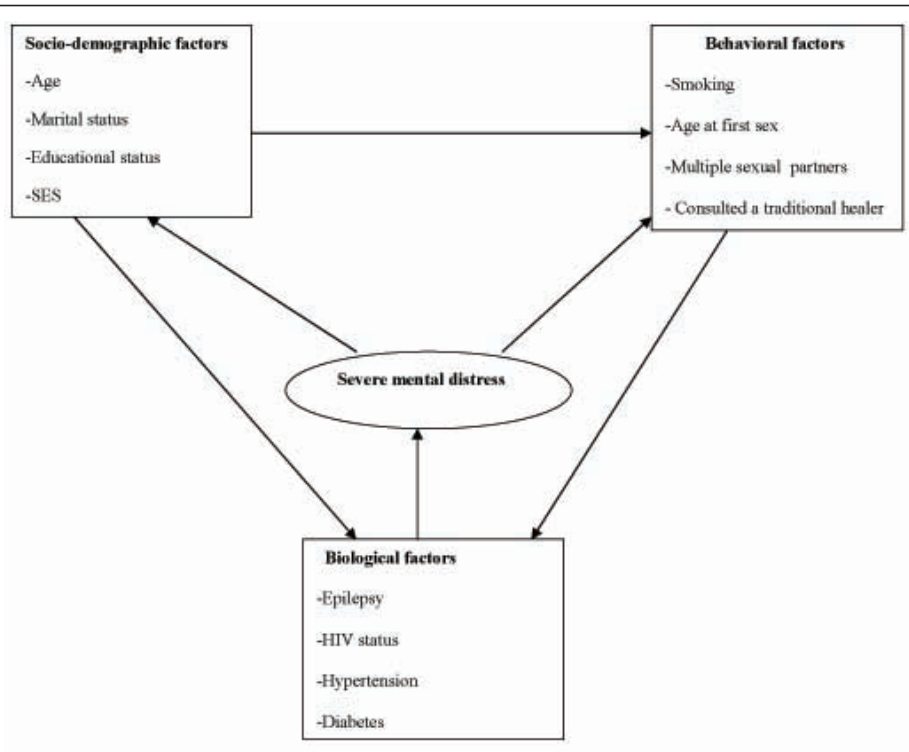 Socio-demographic factors
-Age
-Marital status
-Educational status
-SES
Behavioral factors
-Smoking
-Age at first sex
-Multiple sexual partners
- Consulted a traditional healer
Severe mental distress
Biological factors
-Epilepsy
-HIV status
-Hypertension
-Diabetes